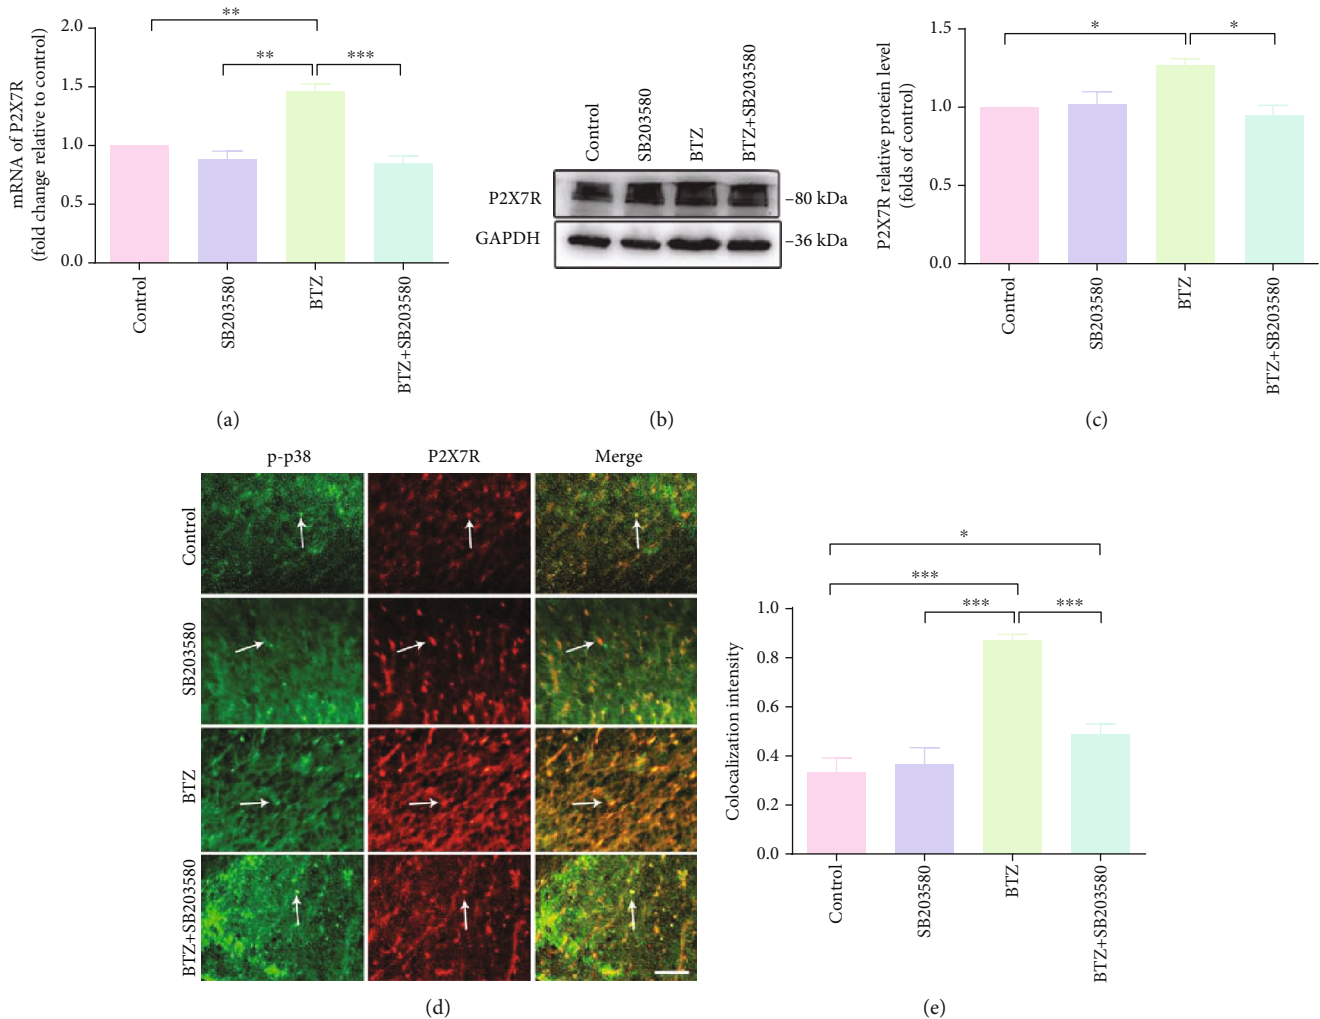 mRNA of P2X7R
(fold change relative to control)
2.0
1.5
1.0
0.5
0.0
**
**
***
Control
SB203580
BTZ
BTZ+SB203580
(a)
Control
SB203580
BTZ
BTZ+SB203580
P2X7R
–80 kDa
GAPDH
–36 kDa
(b)
P2X7R relative protein level
(folds of control)
1.5
1.0
0.5
0.0
*
*
Control
SB203580
BTZ
BTZ+SB203580
(c)
p-p38
P2X7R
Merge
Control
SB203580
BTZ
BTZ+SB203580
(d)
Colocalization intensity
1.0
0.8
0.6
0.4
0.2
0.0
*
***
***
***
Control
SB203580
BTZ
BTZ+SB203580
(e)